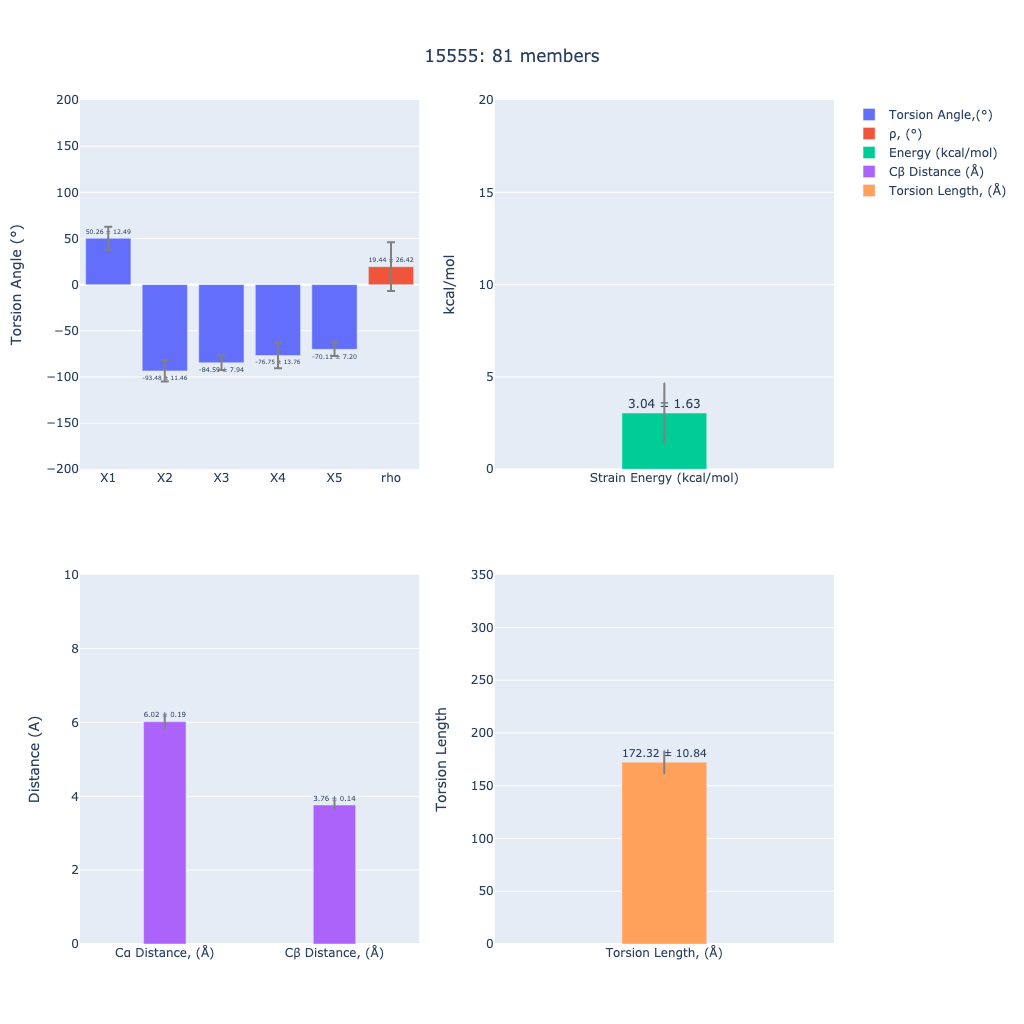 15555: 81 members
Torsion Angle (°)
200
150
100
50
0
−50
−100
−150
−200
50.26 ± 12.49
-93.48 ± 11.46
-84.59 ± 7.94
-76.75 ± 13.76
-70.11 ± 7.20
19.44 ± 26.42
X1 X2 X3 X4 X5 rho
kcal/mol
20
15
10
5
0
3.04 ± 1.63
Strain Energy (kcal/mol)
Torsion Angle,(°)
ρ, (°)
Energy (kcal/mol)
Cβ Distance (Å)
Torsion Length, (Å)
Distance (A)
10
8
6
4
2
0
6.02 ± 0.19
3.76 ± 0.14
Cα Distance, (Å) Cβ Distance, (Å)
Torsion Length
350
300
250
200
150
100
50
0
172.32 ± 10.84
Torsion Length, (Å)